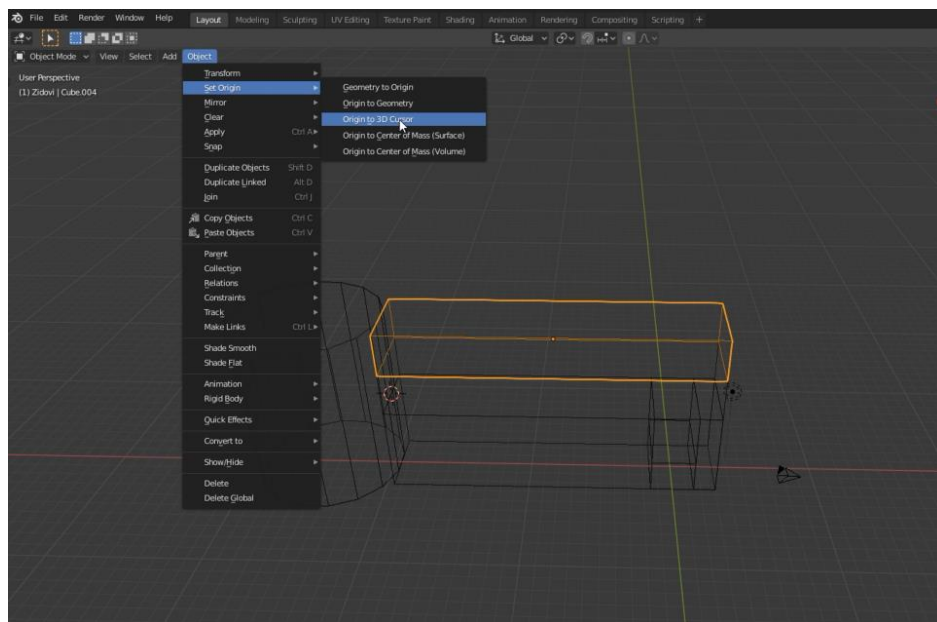 File Edit Render Window Help Layout Modeling Sculpting UV Editing Texture Paint Shading Animation Rendering Compositing Scripting +
Global
Object Mode View Select Add Object
User Perspective
(1) Zidovi | Cube.004
Transform
Set Origin
Mirror
Clear
Apply Ctrl A
Snap
Duplicate Objects Shift D
Duplicate Linked Alt D
Join Ctrl J
Copy Objects Ctrl C
Paste Objects Ctrl V
Parent
Collection
Relations
Constraints
Track
Make Links Ctrl L
Shade Smooth
Shade Flat
Animation
Rigid Body
Quick Effects
Convert to
Show/Hide
Delete
Delete Global
Geometry to Origin
Origin to Geometry
Origin to 3D Cursor
Origin to Center of Mass (Surface)
Origin to Center of Mass (Volume)